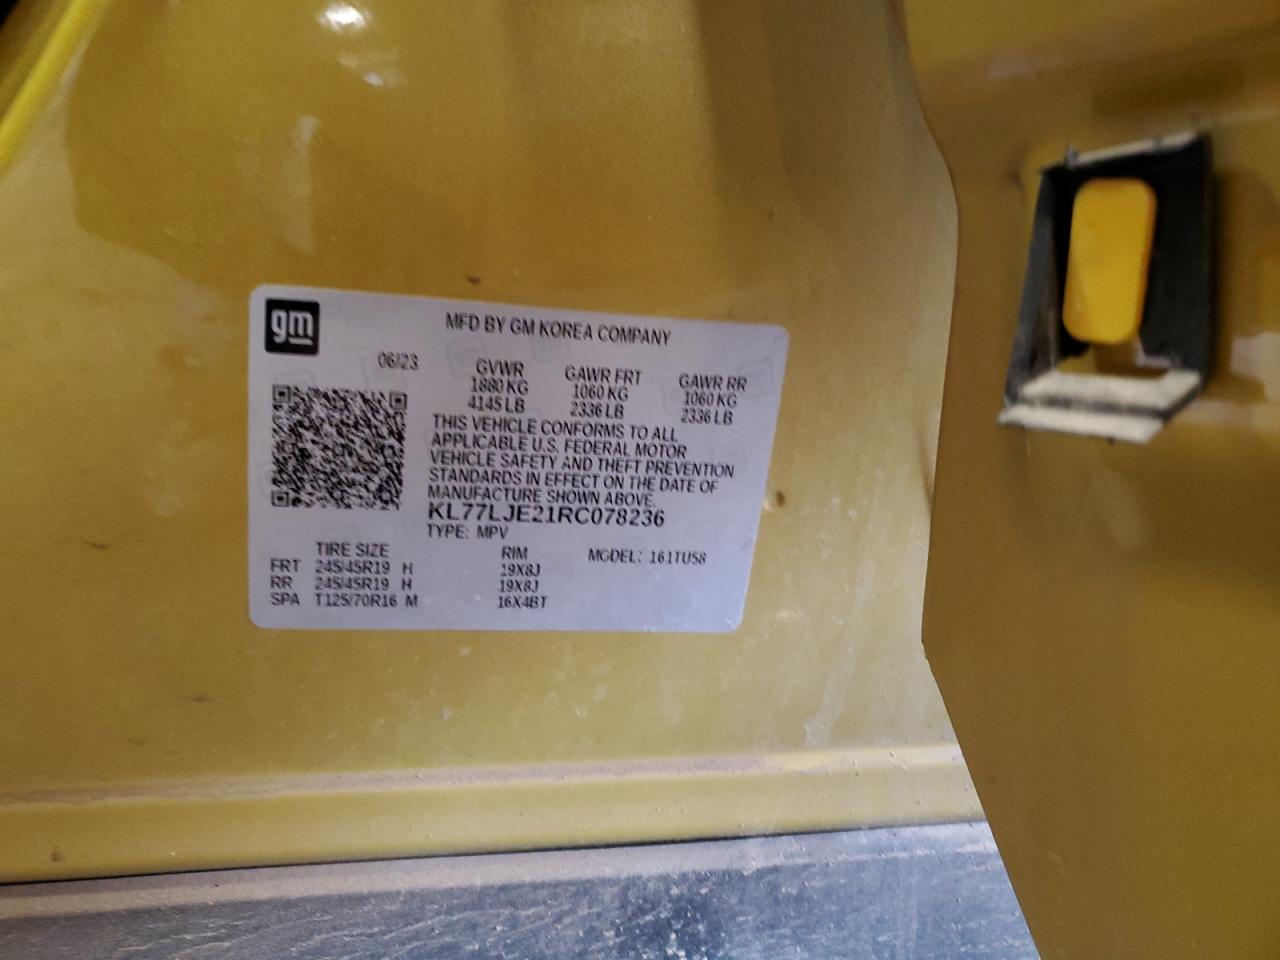 gm
MFD BY GM KOREA COMPANY
06/23
GVWR GAWR FRT GAWR RR
1880 KG 1060 KG 1060 KG
4145 LB 2336 LB 2336 LB
THIS VEHICLE CONFORMS TO ALL
APPLICABLE U.S. FEDERAL MOTOR
VEHICLE SAFETY AND THEFT PREVENTION
STANDARDS IN EFFECT ON THE DATE OF
MANUFACTURE SHOWN ABOVE.
KL77LJE21RC078236
TYPE: MPV
TIRE SIZE RIM MODEL: 161TU58
FRT 245/45R19 H 19X8J
RR 245/45R19 H 19X8J
SPA T125/70R16 M 16X4BT